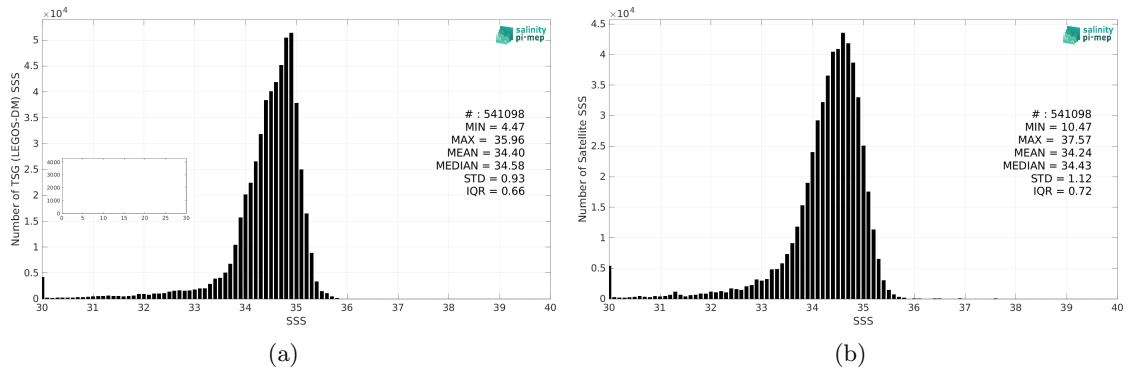 ×10⁴
5
4.5
4
3.5
3
2.5
2
1.5
1
0.5
0
Number of TSG (LEGOS-DM) SSS
4000
3000
2000
1000
0
0 5 10 15 20 25 30
salinity
pi-mep
# : 541098
MIN = 4.47
MAX = 35.96
MEAN = 34.40
MEDIAN = 34.58
STD = 0.93
IQR = 0.66
30 31 32 33 34 35 36 37 38 39 40
SSS
(a)
×10⁴
4.5
4
3.5
3
2.5
2
1.5
1
0.5
0
Number of Satellite SSS
salinity
pi-mep
# : 541098
MIN = 10.47
MAX = 37.57
MEAN = 34.24
MEDIAN = 34.43
STD = 1.12
IQR = 0.72
30 31 32 33 34 35 36 37 38 39 40
SSS
(b)